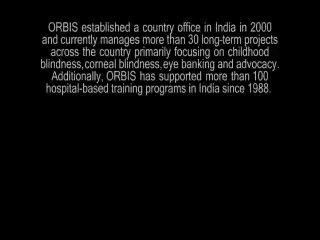 ORBIS established a country office in India in 2000
and currently manages more than 30 long-term projects
across the country primarily focusing on childhood
blindness,corneal blindness,eye banking and advocacy.
Additionally, ORBIS has supported more than 100
hospital-based training programs in India since 1988.